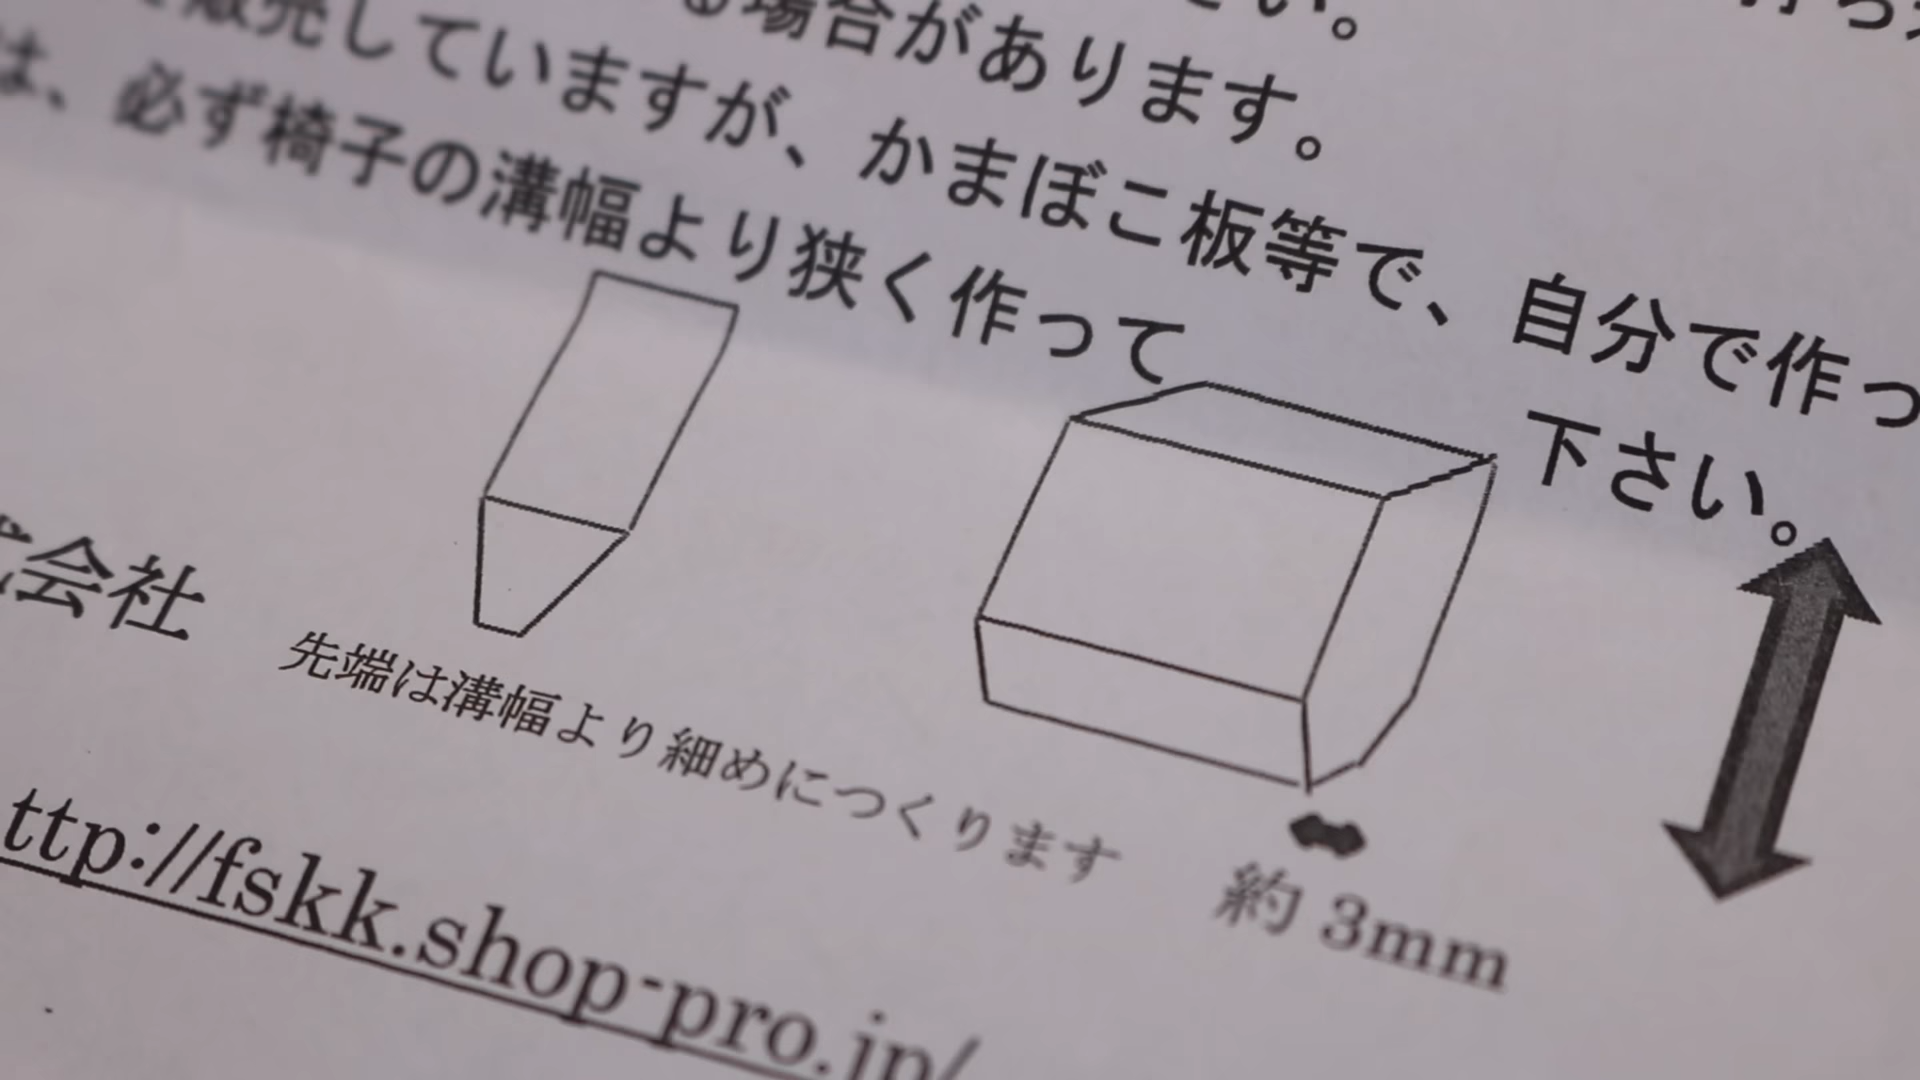 さい。
場合があります。
販売していますが、かまぼこ板等で、自分で作っ
は、必ず椅子の溝幅より狭く作って
下さい。
会社
先端は溝幅より細めにつくります
約 3mm
ttp://fskk.shop-pro.jp/